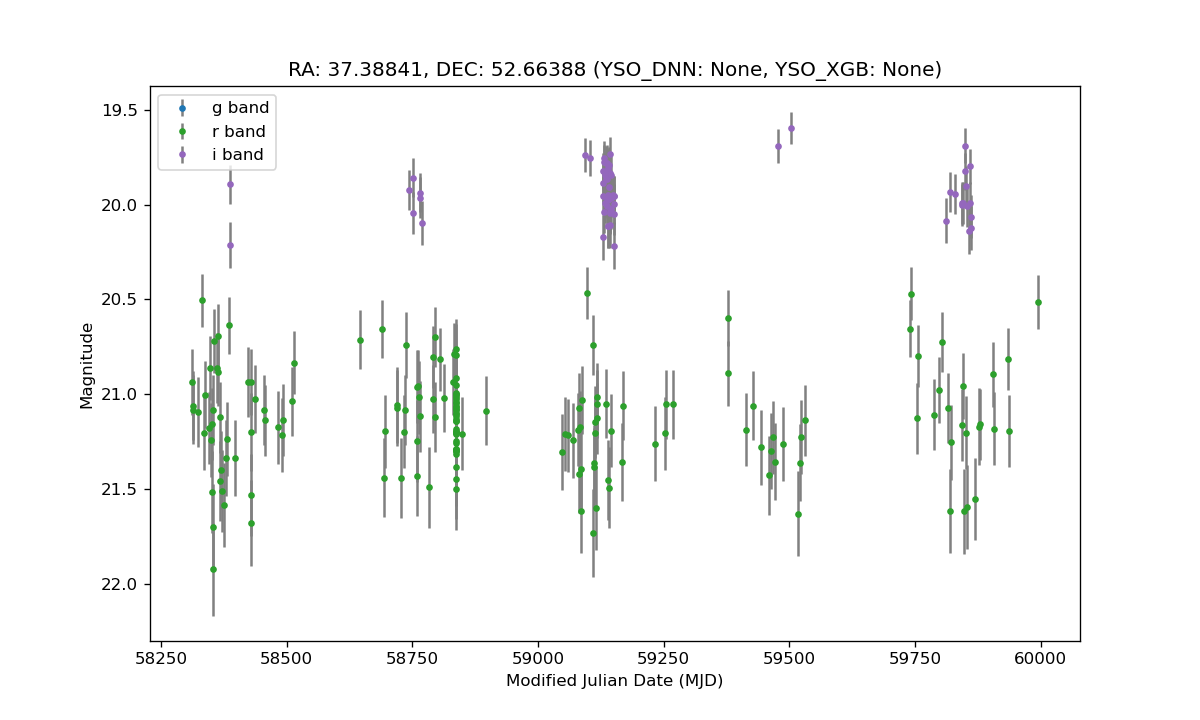 RA: 37.38841, DEC: 52.66388 (YSO_DNN: None, YSO_XGB: None)
g band
r band
i band
19.5
20.0
20.5
21.0
21.5
22.0
Magnitude
58250 58500 58750 59000 59250 59500 59750 60000
Modified Julian Date (MJD)